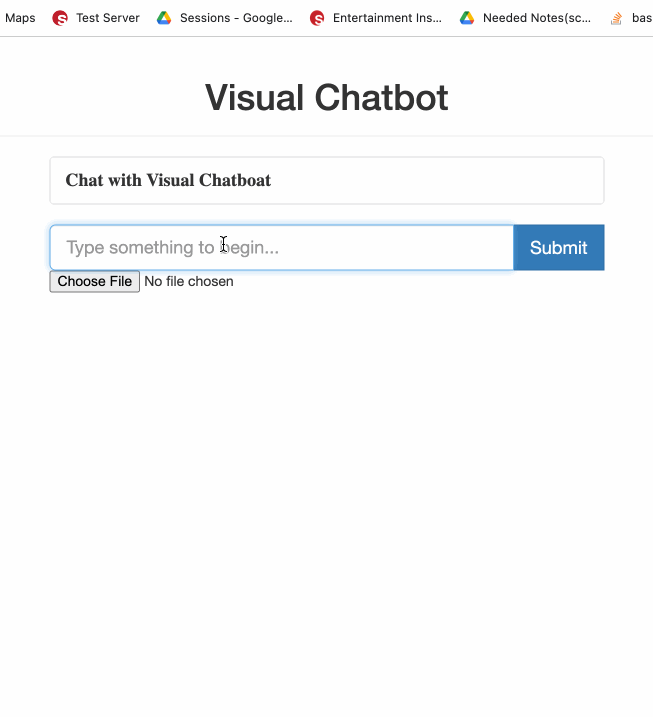 Maps Test Server Sessions - Google... Entertainment Ins... Needed Notes(sc... bas
Visual Chatbot
Chat with Visual Chatboat
Type something to begin... Submit
Choose File No file chosen